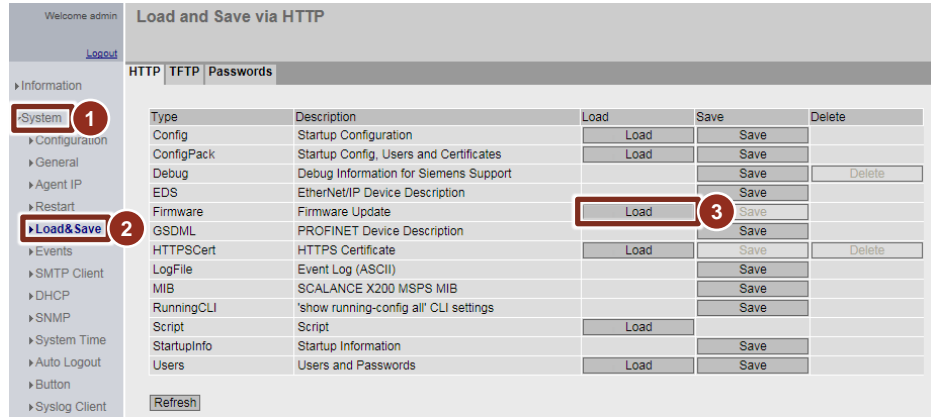 Welcome admin
Load and Save via HTTP
Logout
HTTP TFTP Passwords
Information
System 1
Configuration
General
Agent IP
Restart
Load&Save 2
Events
SMTP Client
DHCP
SNMP
System Time
Auto Logout
Button
Syslog Client
Type Description Load Save Delete
Config Startup Configuration Load Save
ConfigPack Startup Config, Users and Certificates Load Save
Debug Debug Information for Siemens Support Save Delete
EDS EtherNet/IP Device Description Save
Firmware Firmware Update Load 3 Save
GSDML PROFINET Device Description Save
HTTPSCert HTTPS Certificate Load Save Delete
LogFile Event Log (ASCII) Save
MIB SCALANCE X200 MSPS MIB Save
RunningCLI 'show running-config all' CLI settings Save
Script Script Load
StartupInfo Startup Information Save
Users Users and Passwords Load Save
Refresh